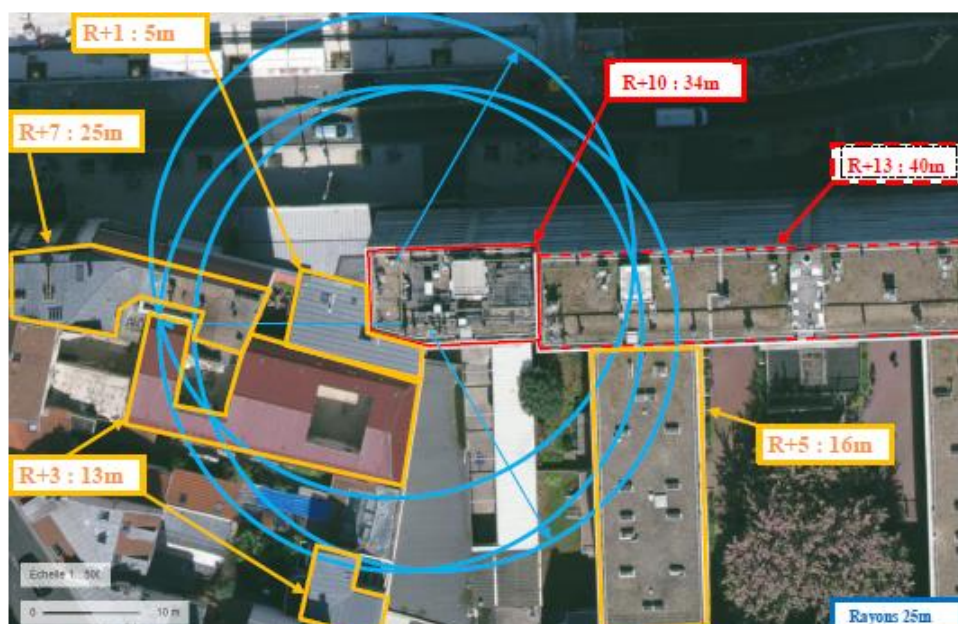 R+1 : 5m
R+10 : 34m
R+7 : 25m
R+13 : 40m
R+3 : 13m
R+5 : 16m
Echelle 1 : 500
0 10 m
Rayons 25m